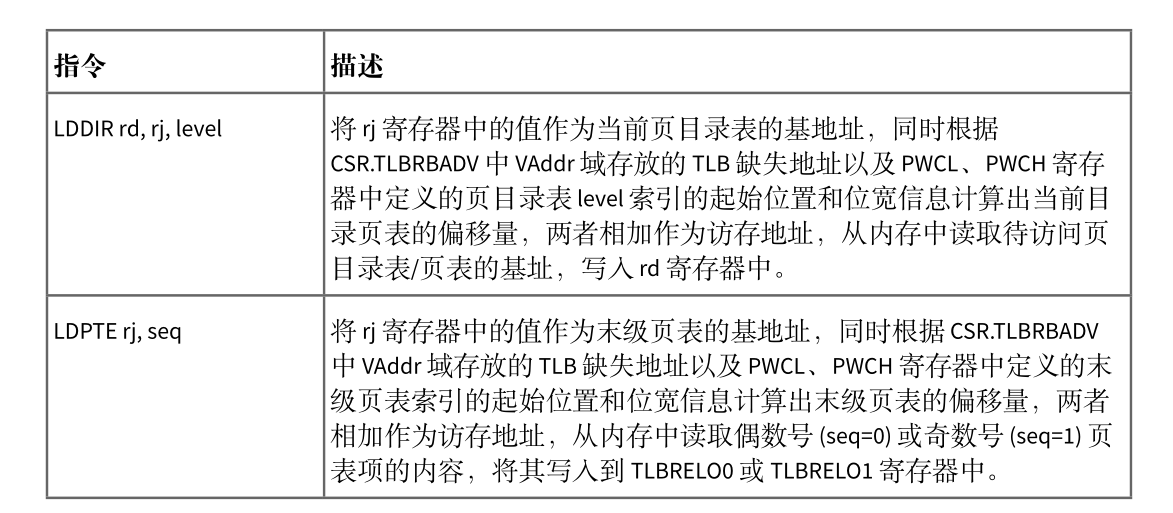 指令
描述
LDDIR rd, rj, level
将 rj 寄存器中的值作为当前页目录表的基地址，同时根据
CSR.TLBRBADV 中 VAddr 域存放的 TLB 缺失地址以及 PWCL、PWCH 寄存
器中定义的页目录表 level 索引的起始位置和位宽信息计算出当前目
录页表的偏移量，两者相加作为访存地址，从内存中读取待访问页
目录表/页表的基址，写入 rd 寄存器中。
LDPTE rj, seq
将 rj 寄存器中的值作为末级页表的基地址，同时根据 CSR.TLBRBADV
中 VAddr 域存放的 TLB 缺失地址以及 PWCL、PWCH 寄存器中定义的末
级页表索引的起始位置和位宽信息计算出末级页表的偏移量，两者
相加作为访存地址，从内存中读取偶数号 (seq=0) 或奇数号 (seq=1) 页
表项的内容，将其写入到 TLBRELO0 或 TLBRELO1 寄存器中。